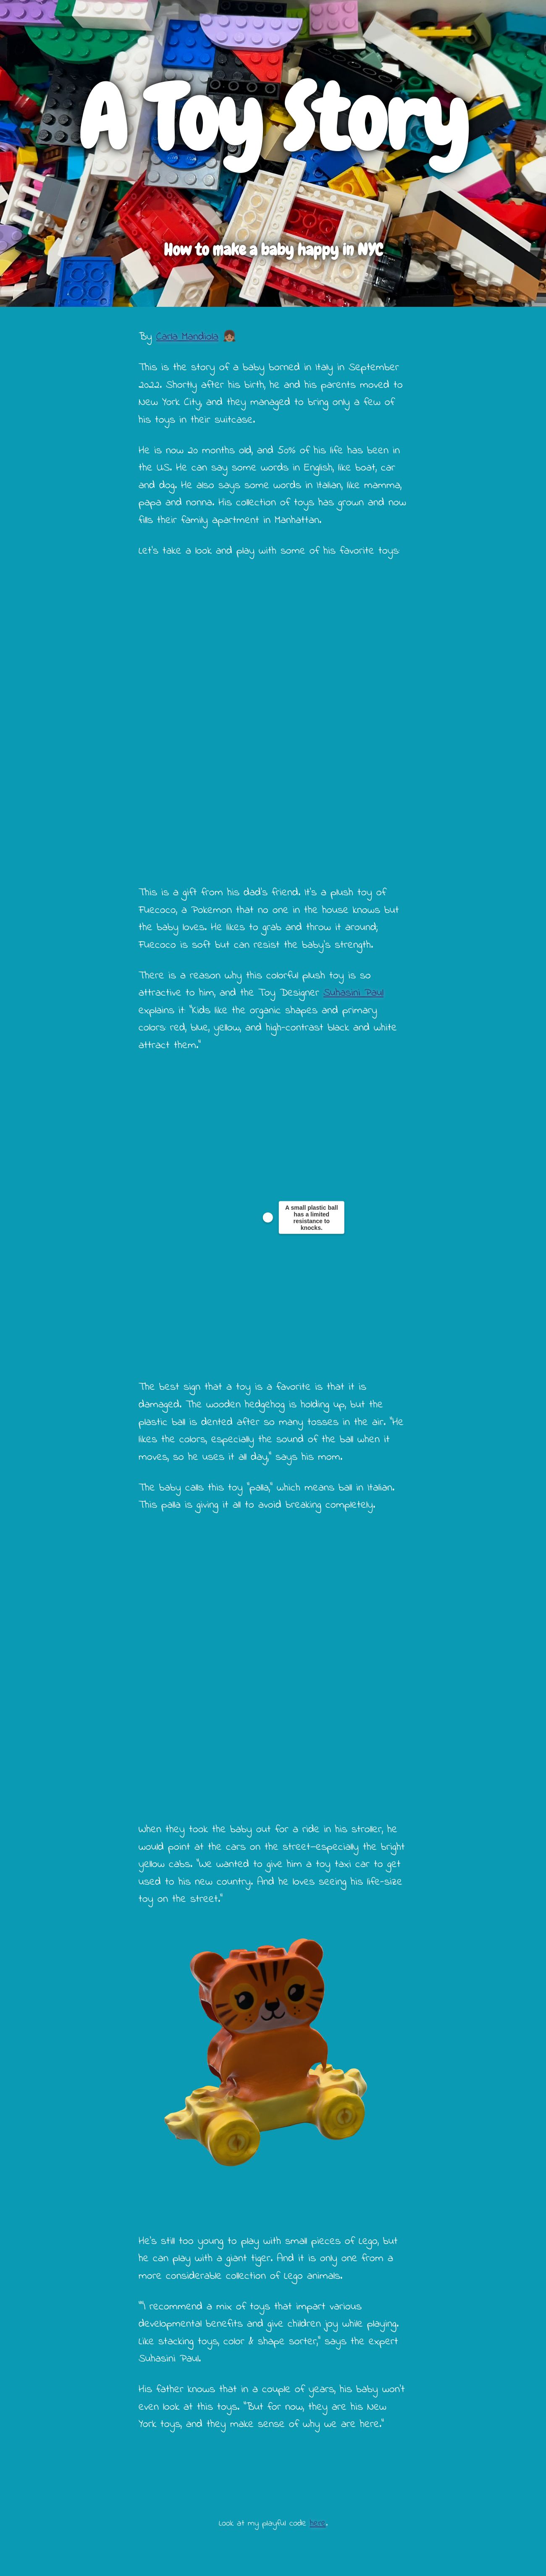 A Toy Story
How to make a baby happy in NYC
By Carla Mandiola 👧🏽
This is the story of a baby borned in Italy in September
2022. Shortly after his birth, he and his parents moved to
New York City, and they managed to bring only a few of
his toys in their suitcase.
He is now 20 months old, and 50% of his life has been in
the US. He can say some words in English, like boat, car
and dog. He also says some words in Italian, like mamma,
papa and nonna. His collection of toys has grown and now
fills their family apartment in Manhattan.
Let's take a look and play with some of his favorite toys:
This is a gift from his dad's friend. It's a plush toy of
Fuecoco, a Pokemon that no one in the house knows but
the baby loves. He likes to grab and throw it around;
Fuecoco is soft but can resist the baby's strength.
There is a reason why this colorful plush toy is so
attractive to him, and the Toy Designer Suhasini Paul
explains it: "Kids like the organic shapes and primary
colors: red, blue, yellow, and high-contrast black and white
attract them."
A small plastic ball
has a limited
resistance to
knocks.
The best sign that a toy is a favorite is that it is
damaged. The wooden hedgehog is holding up, but the
plastic ball is dented after so many tosses in the air. "He
likes the colors, especially the sound of the ball when it
moves, so he uses it all day," says his mom.
The baby calls this toy "palla," which means ball in Italian.
This palla is giving it all to avoid breaking completely.
When they took the baby out for a ride in his stroller, he
would point at the cars on the street—especially the bright
yellow cabs. "We wanted to give him a toy taxi car to get
used to his new country. And he loves seeing his life-size
toy on the street."
He's still too young to play with small pieces of Lego, but
he can play with a giant tiger. And it is only one from a
more considerable collection of Lego animals.
""I recommend a mix of toys that impart various
developmental benefits and give children joy while playing.
Like stacking toys, color & shape sorter," says the expert
Suhasini Paul.
His father knows that in a couple of years, his baby won't
even look at this toys. "But for now, they are his New
York toys, and they make sense of why we are here."
Look at my playful code here.